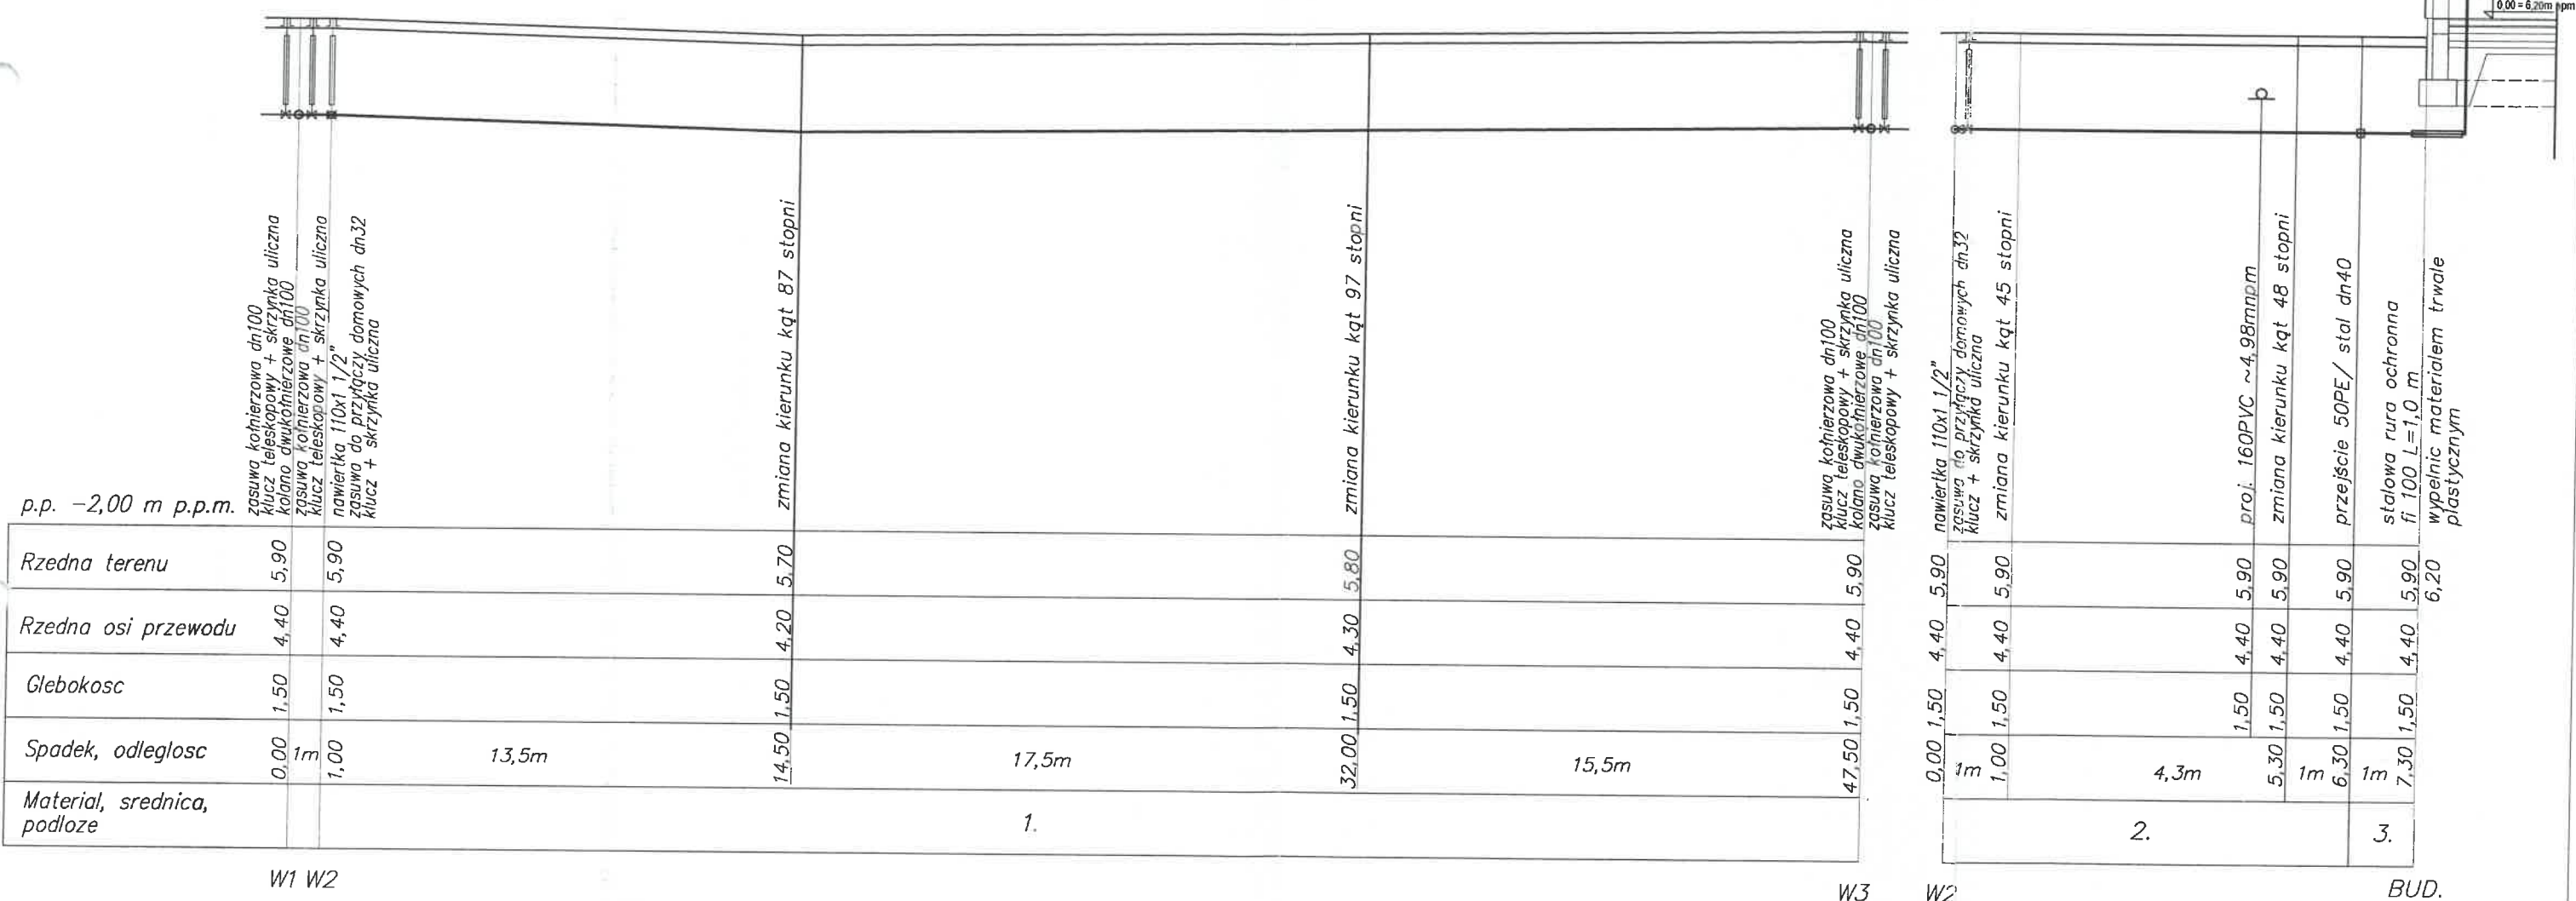 0,00 = 6,20m npm
zasuwa kołnierzowa dn100
klucz teleskopowy + skrzynka uliczna
kolano dwukołnierzowe dn100
zasuwa kołnierzowa dn100
klucz teleskopowy + skrzynka uliczna
nawiertka 110x1 1/2"
zasuwa do przyłączy domowych dn32
klucz + skrzynka uliczna
zmiana kierunku kąt 87 stopni
zmiana kierunku kąt 97 stopni
zasuwa kołnierzowa dn100
klucz teleskopowy + skrzynka uliczna
kolano dwukołnierzowe dn100
zasuwa kołnierzowa dn100
klucz teleskopowy + skrzynka uliczna
nawiertka 110x1 1/2"
zasuwa do przyłączy domowych dn32
klucz + skrzynka uliczna
zmiana kierunku kąt 45 stopni
proj. 160PVC ~4,98mnpm
zmiana kierunku kąt 48 stopni
przejście 50PE/ stal dn40
stalowa rura ochronna
fi 100 L=1,0 m
wypelnic materialem trwale
plastycznym
p.p. -2,00 m p.p.m.
Rzedna terenu 5,90 5,90 5,70 5,80 5,90 5,90 5,90 5,90 5,90 5,90 5,90 6,20
Rzedna osi przewodu 4,40 4,40 4,20 4,30 4,40 4,40 4,40 4,40 4,40 4,40 4,40
Glebokosc 1,50 1,50 1,50 1,50 1,50 1,50 1,50 1,50 1,50 1,50 1,50
Spadek, odleglosc 0,00 1m 1,00 13,5m 14,50 17,5m 32,00 15,5m 47,50 0,00 1m 1,00 4,3m 5,30 1m 6,30 1m 7,30
Material, srednica,
podloze
1. 2. 3.
W1 W2 W3 W2 BUD.